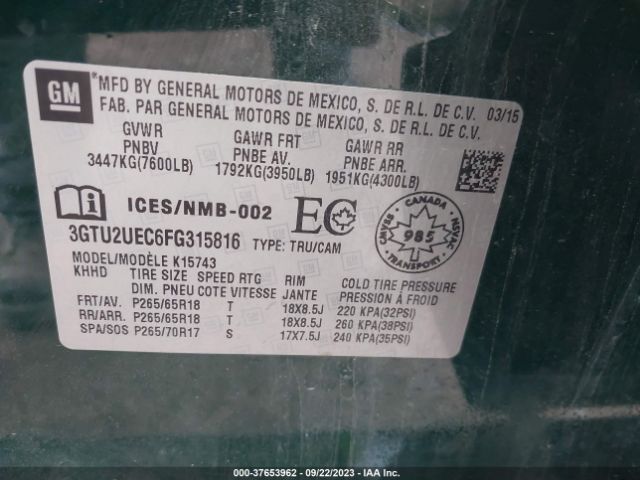 GM
*MFD BY GENERAL MOTORS DE MEXICO, S. DE R.L. DE C.V. 03/15
FAB. PAR GENERAL MOTORS DE MEXICO, S. DE R.L. DE C.V.
GVWR GAWR FRT GAWR RR
PNBV PNBE AV. PNBE ARR.
3447KG(7600LB) 1792KG(3950LB) 1951KG(4300LB)
i ICES/NMB-002 EC
CANADA
CMVSS NSVAC
985
TRANSPORT
3GTU2UEC6FG315816 TYPE: TRU/CAM
MODEL/MODÈLE K15743
KHHD TIRE SIZE SPEED RTG RIM COLD TIRE PRESSURE
DIM. PNEU COTE VITESSE JANTE PRESSION À FROID
FRT/AV. P265/65R18 T 18X8.5J 220 KPA(32PSI)
RR/ARR. P265/65R18 T 18X8.5J 260 KPA(38PSI)
SPA/SOS P265/70R17 S 17X7.5J 240 KPA(35PSI)
000-37653962 - 09/22/2023 - IAA Inc.